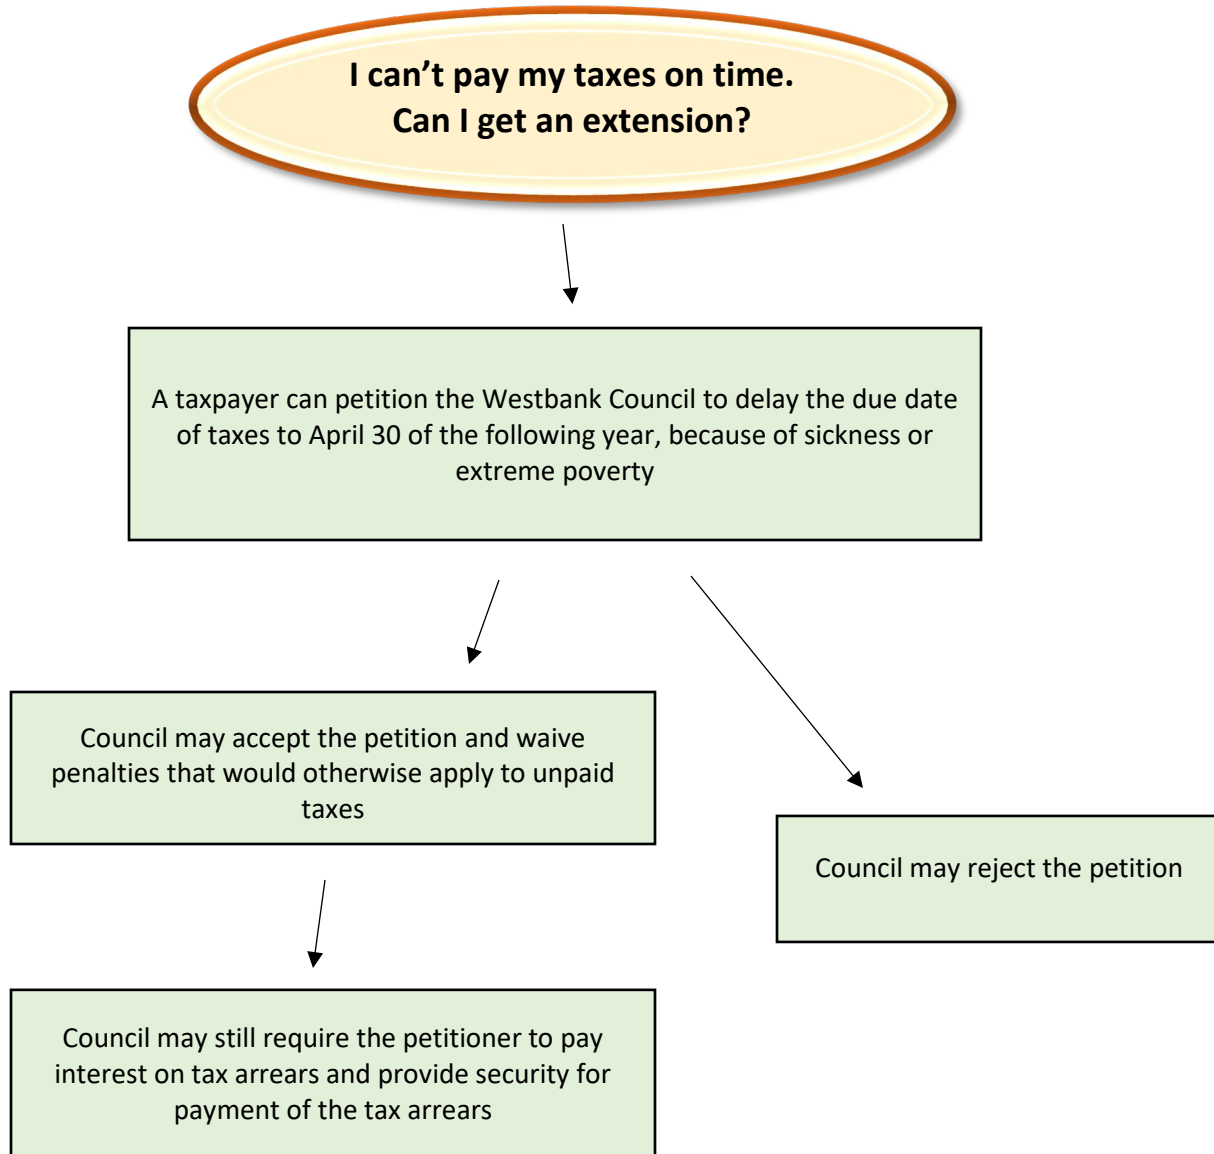 I can’t pay my taxes on time.
Can I get an extension?
A taxpayer can petition the Westbank Council to delay the due date
of taxes to April 30 of the following year, because of sickness or
extreme poverty
Council may accept the petition and waive
penalties that would otherwise apply to unpaid
taxes
Council may reject the petition
Council may still require the petitioner to pay
interest on tax arrears and provide security for
payment of the tax arrears